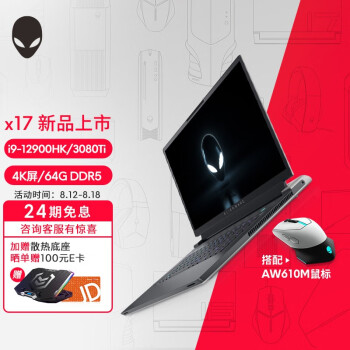 x17 新品上市
i9-12900HK/3080Ti
4K屏/64G DDR5
活动时间：8.12-8.18
24期免息
咨询客服有惊喜
加赠散热底座
晒单赠100元E卡
赠
搭配
AW610M鼠标